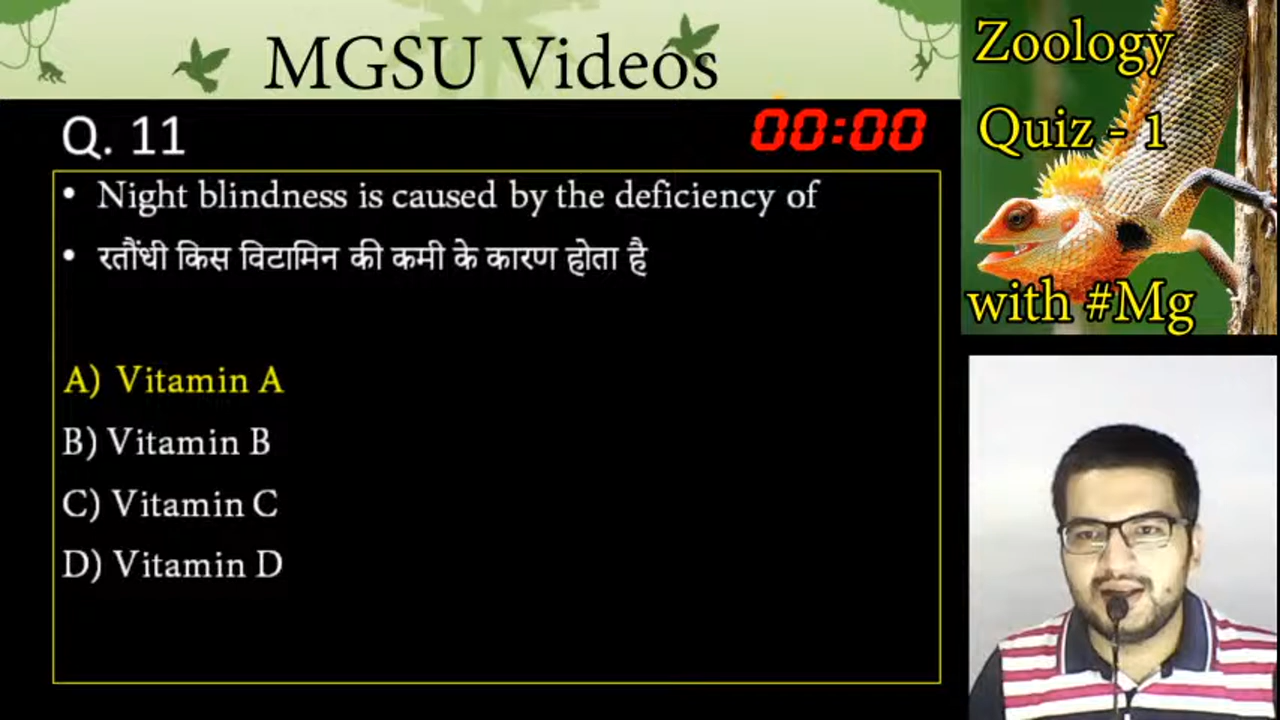 MGSU Videos
Zoology
Quiz - 1
with #Mg
Q. 11
00:00
• Night blindness is caused by the deficiency of
• रतौंधी किस विटामिन की कमी के कारण होता है
A) Vitamin A
B) Vitamin B
C) Vitamin C
D) Vitamin D